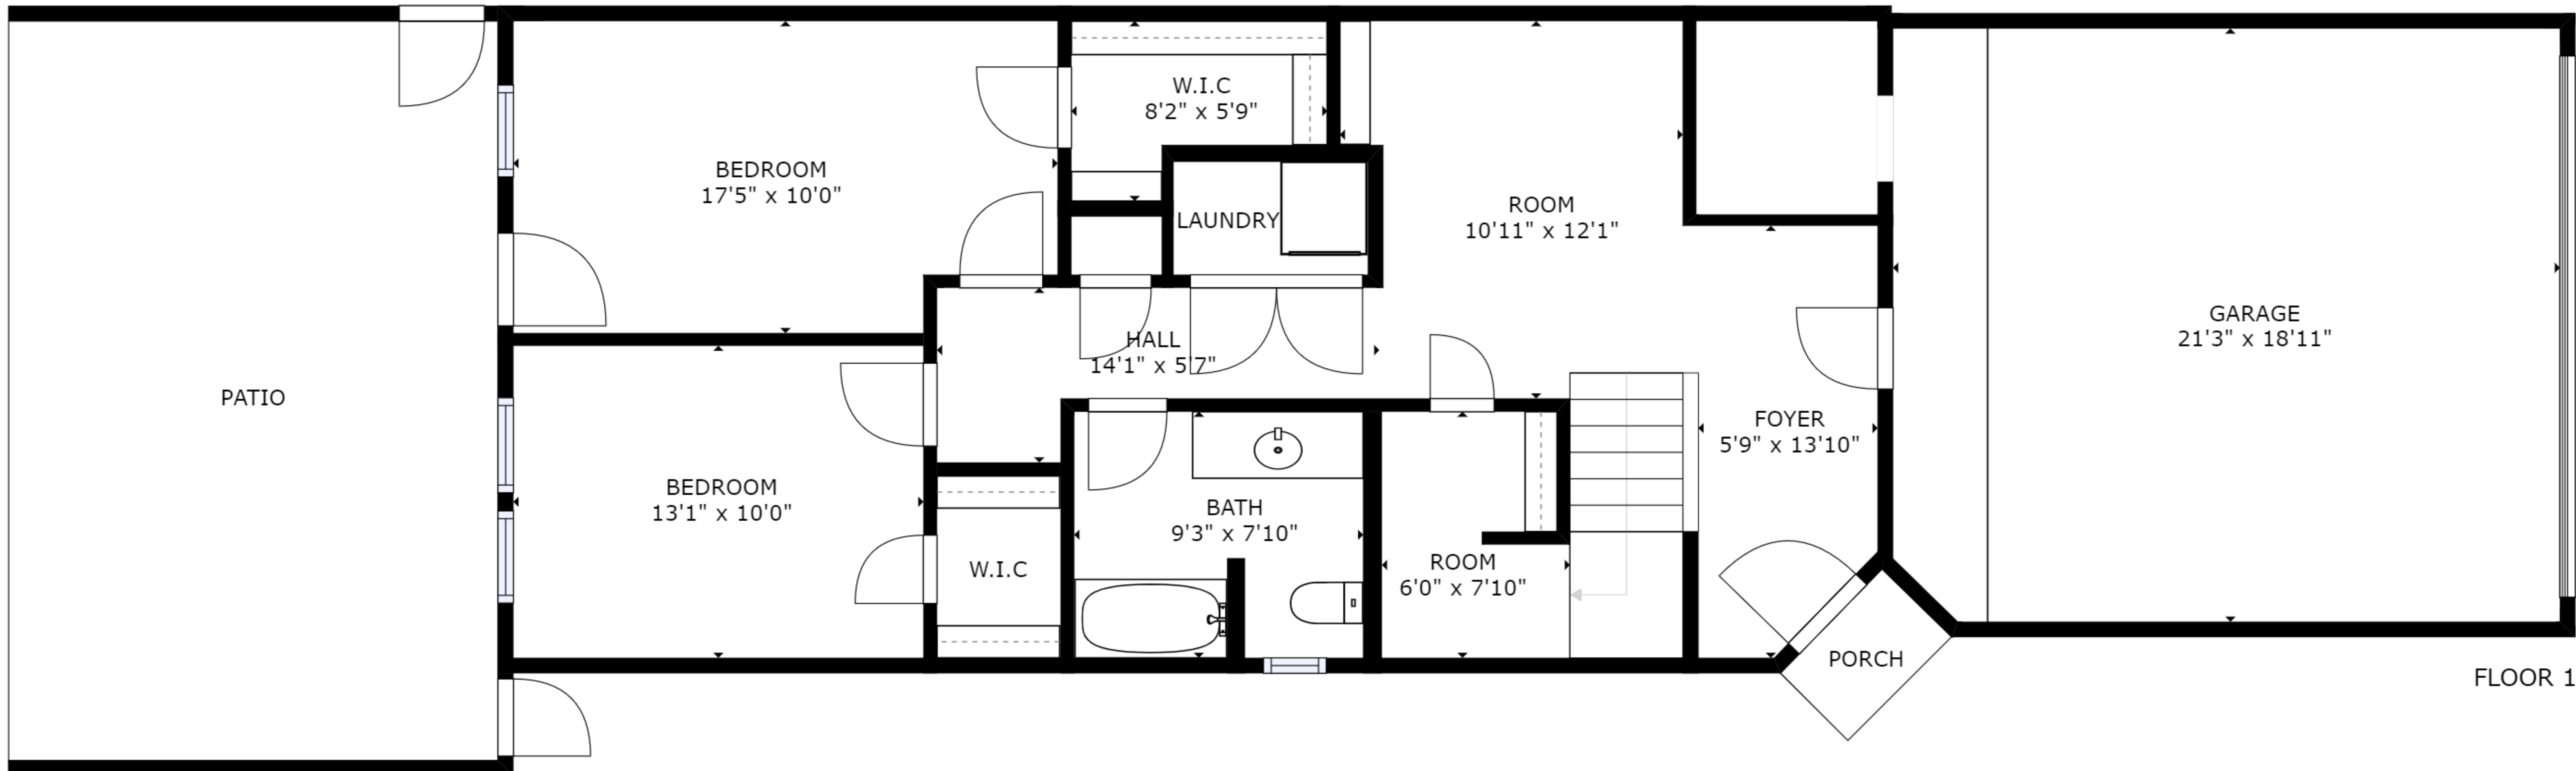 W.I.C
8'2" x 5'9"
BEDROOM
17'5" x 10'0"
LAUNDRY
ROOM
10'11" x 12'1"
HALL
14'1" x 5'7"
GARAGE
21'3" x 18'11"
PATIO
FOYER
5'9" x 13'10"
BEDROOM
13'1" x 10'0"
BATH
9'3" x 7'10"
W.I.C
ROOM
6'0" x 7'10"
PORCH
FLOOR 1